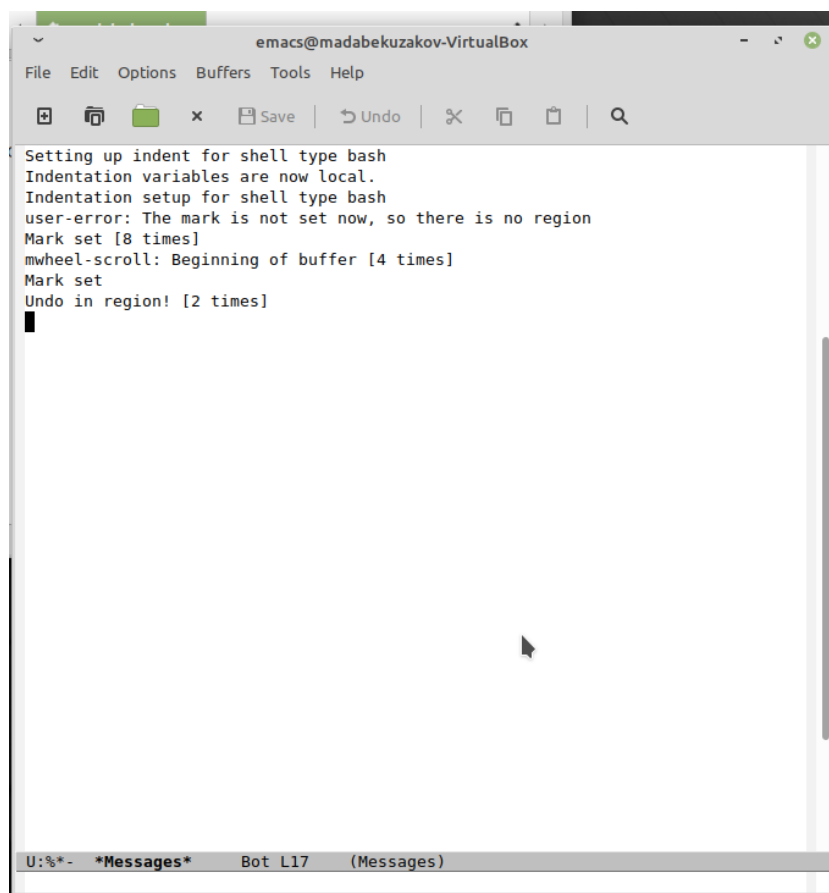 emacs@madabekuzakov-VirtualBox
File Edit Options Buffers Tools Help
Save Undo
Setting up indent for shell type bash
Indentation variables are now local.
Indentation setup for shell type bash
user-error: The mark is not set now, so there is no region
Mark set [8 times]
mwheel-scroll: Beginning of buffer [4 times]
Mark set
Undo in region! [2 times]
U:%*- *Messages* Bot L17 (Messages)